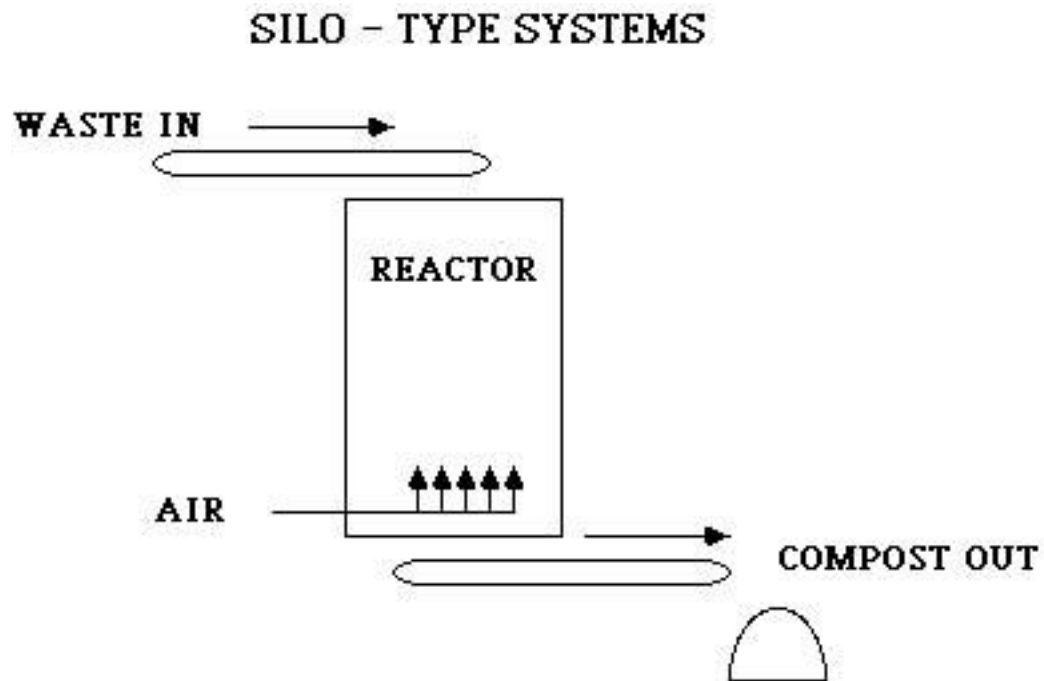 SILO - TYPE SYSTEMS
WASTE IN
REACTOR
AIR
COMPOST OUT